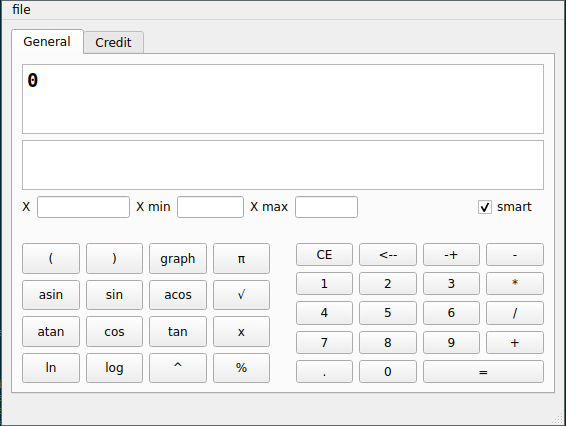 file
General Credit
0
X X min X max smart
( ) graph π CE <-- -+ -
asin sin acos √ 1 2 3 *
4 5 6 /
atan cos tan x 7 8 9 +
ln log ^ % . 0 =